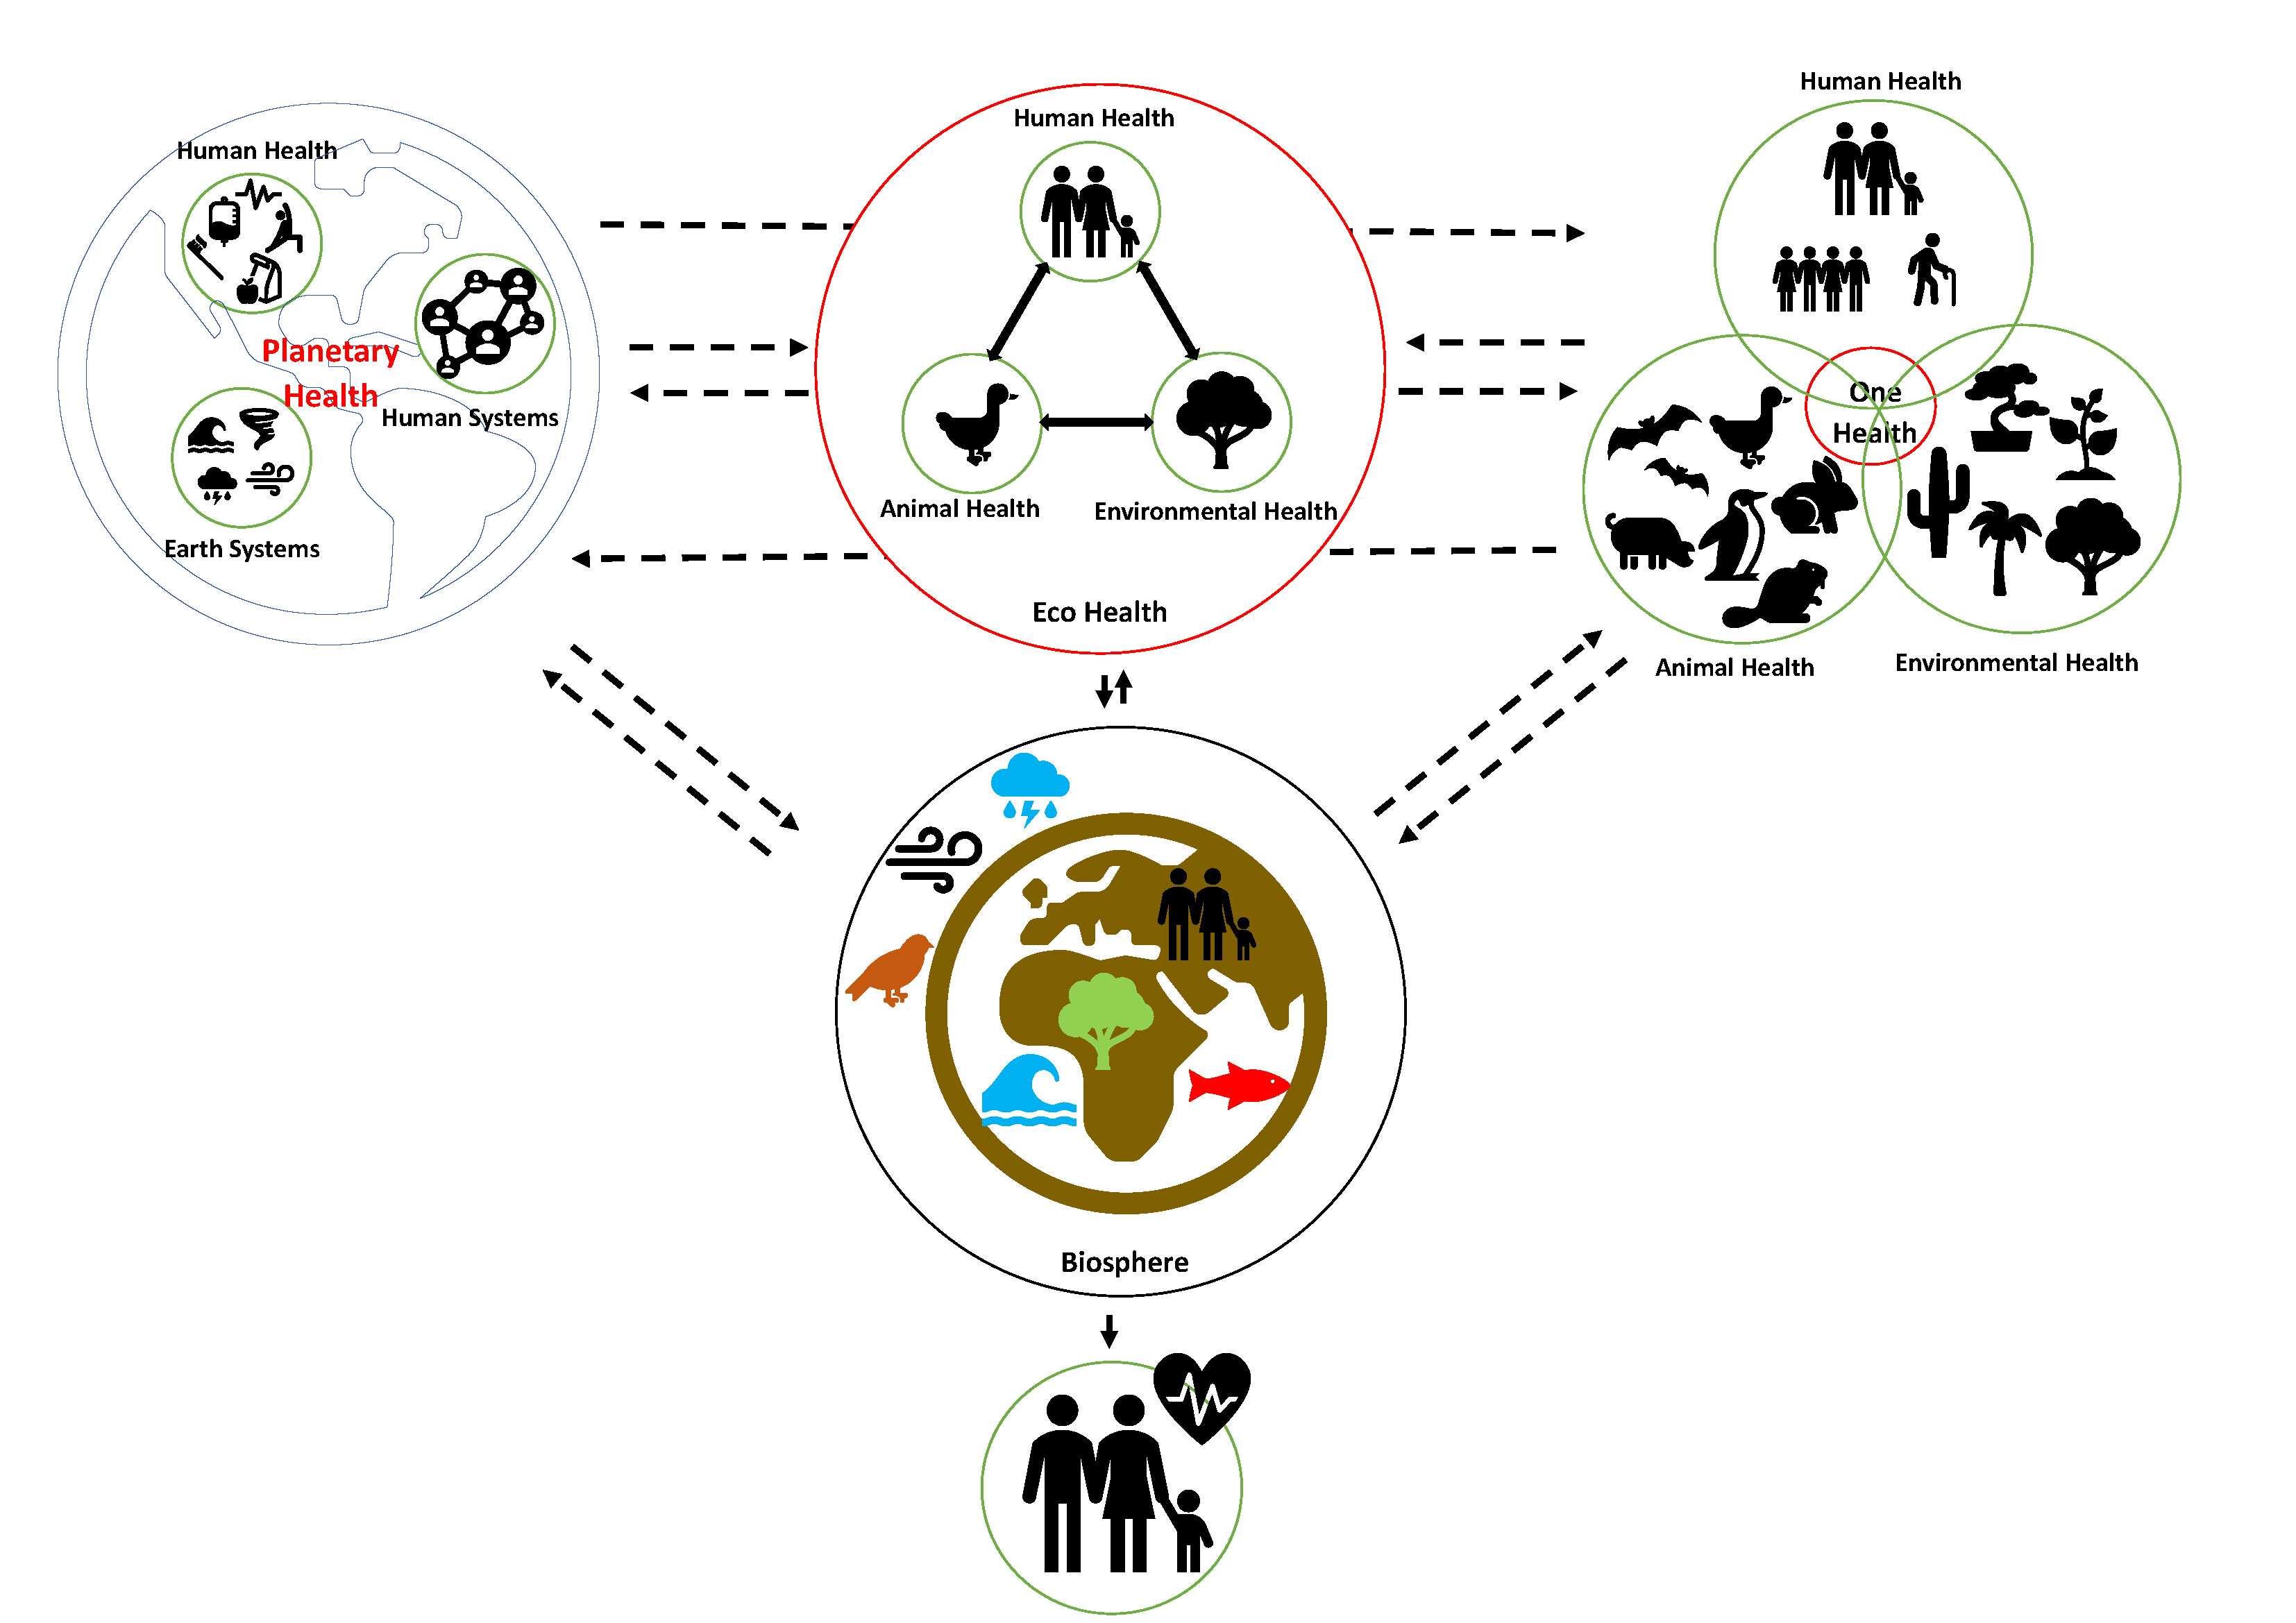 Human Health
Planetary
Health
Human Systems
Earth Systems
Human Health
Animal Health
Environmental Health
Eco Health
Human Health
One
Health
Animal Health
Environmental Health
Biosphere